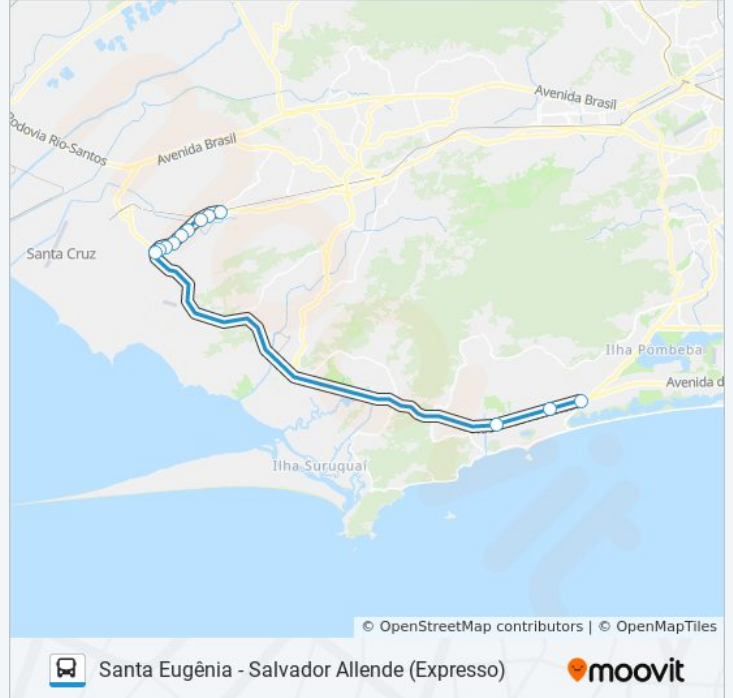 Avenida Brasil
Rodovia Rio-Santos
Avenida Brasil
Santa Cruz
Ilha Pombeba
Avenida d
Ilha Suruquaí
© OpenStreetMap contributors | © OpenMapTiles
Santa Eugênia - Salvador Allende (Expresso)
moovit